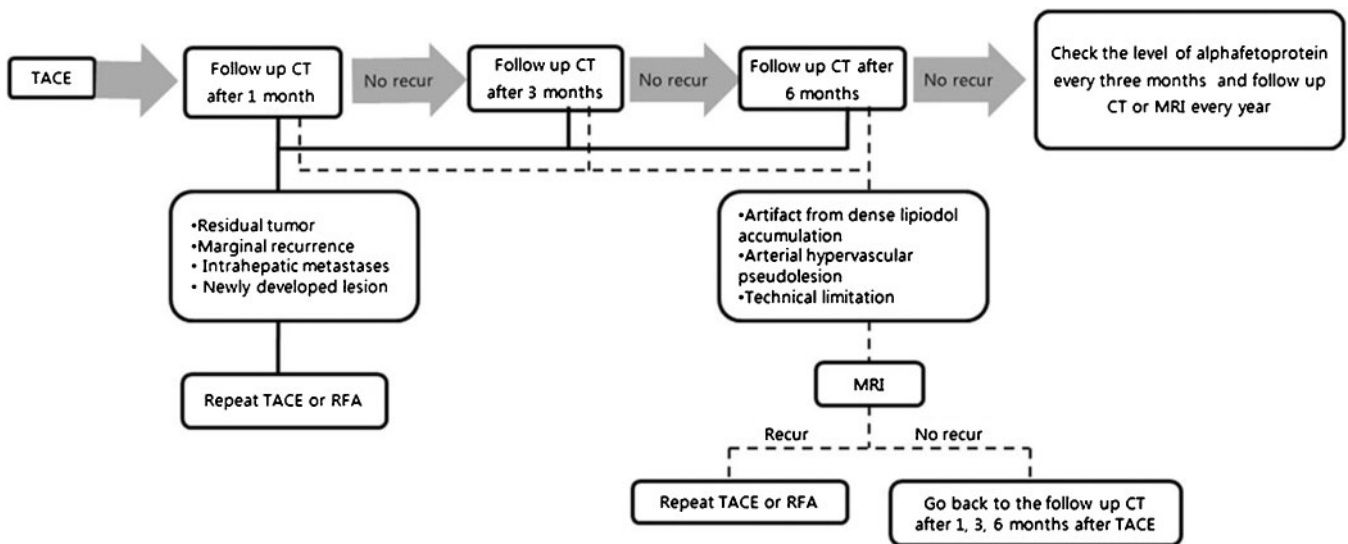 TACE
Follow up CT
after 1 month
No recur
Follow up CT
after 3 months
No recur
Follow up CT after
6 months
No recur
Check the level of alphafetoprotein
every three months and follow up
CT or MRI every year
•Residual tumor
•Marginal recurrence
• Intrahepatic metastases
• Newly developed lesion
•Artifact from dense lipiodol
accumulation
•Arterial hypervascular
pseudolesion
•Technical limitation
Repeat TACE or RFA
MRI
Recur
No recur
Repeat TACE or RFA
Go back to the follow up CT
after 1, 3, 6 months after TACE